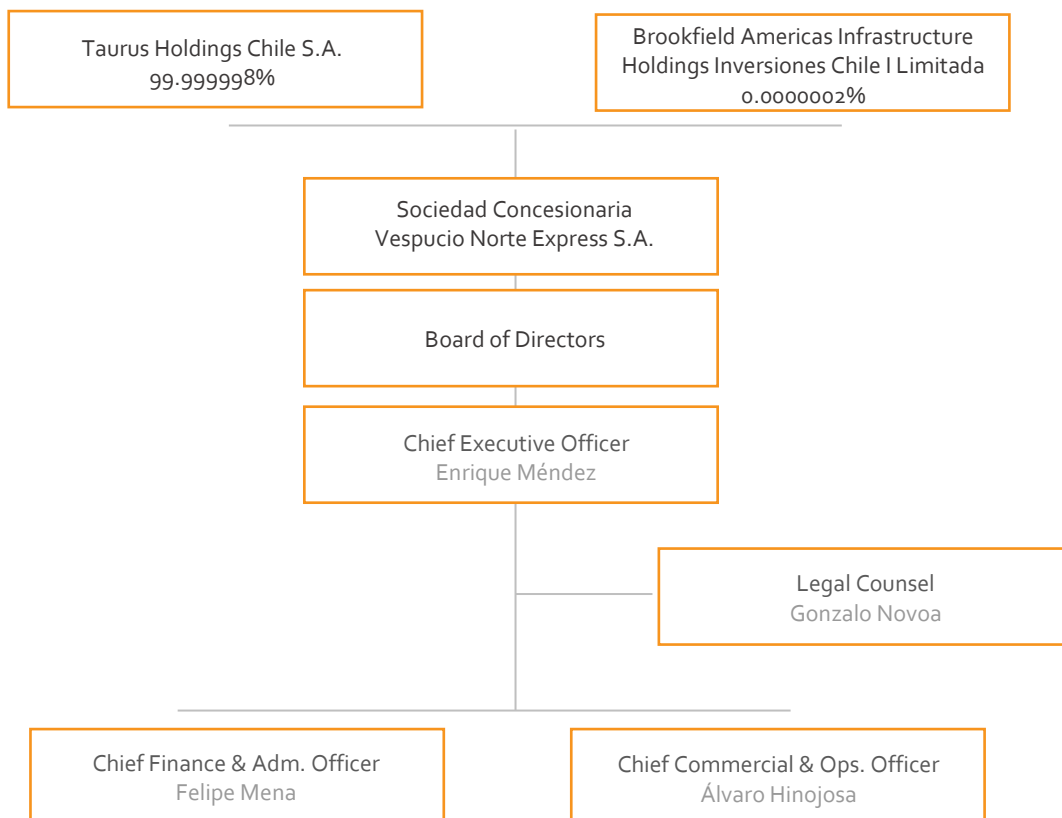 Taurus Holdings Chile S.A.
99.999998%
Brookfield Americas Infrastructure
Holdings Inversiones Chile I Limitada
0.0000002%
Sociedad Concesionaria
Vespucio Norte Express S.A.
Board of Directors
Chief Executive Officer
Enrique Méndez
Legal Counsel
Gonzalo Novoa
Chief Finance & Adm. Officer
Felipe Mena
Chief Commercial & Ops. Officer
Álvaro Hinojosa